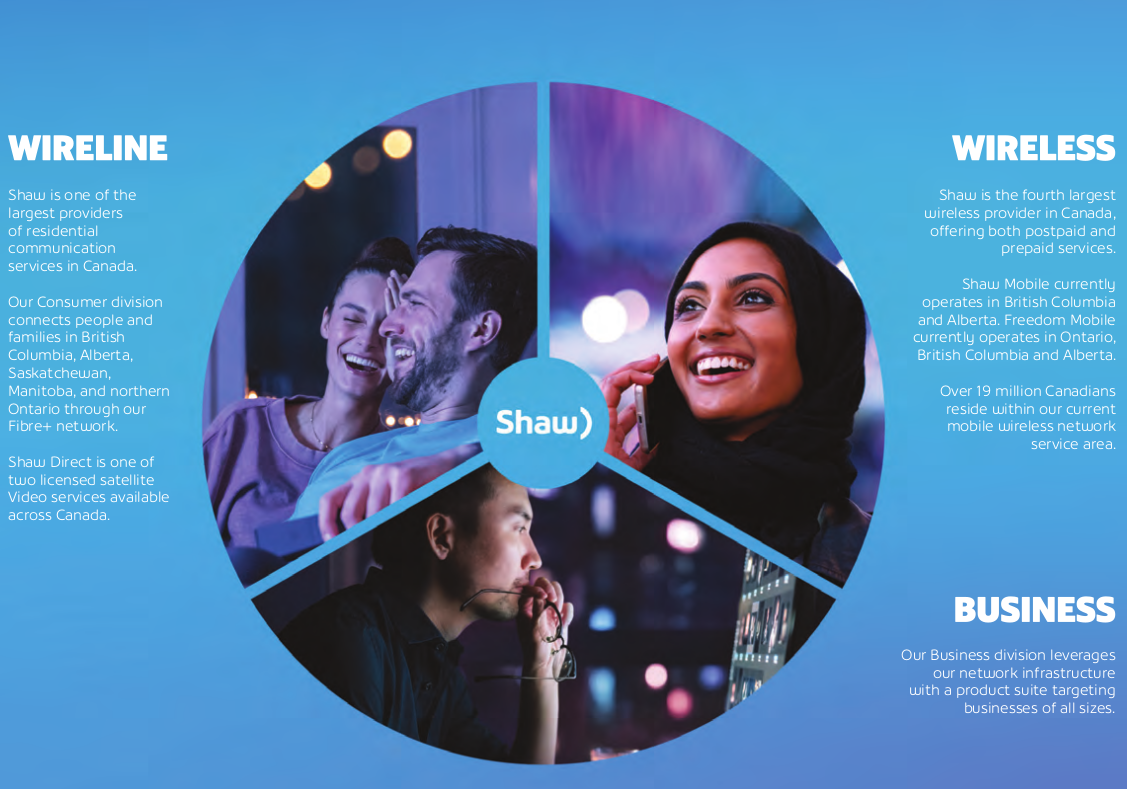 WIRELINE
Shaw is one of the
largest providers
of residential
communication
services in Canada.
Our Consumer division
connects people and
families in British
Columbia, Alberta,
Saskatchewan,
Manitoba, and northern
Ontario through our
Fibre+ network.
Shaw Direct is one of
two licensed satellite
Video services available
across Canada.
Shaw)
WIRELESS
Shaw is the fourth largest
wireless provider in Canada,
offering both postpaid and
prepaid services.
Shaw Mobile currently
operates in British Columbia
and Alberta. Freedom Mobile
currently operates in Ontario,
British Columbia and Alberta.
Over 19 million Canadians
reside within our current
mobile wireless network
service area.
BUSINESS
Our Business division leverages
our network infrastructure
with a product suite targeting
businesses of all sizes.